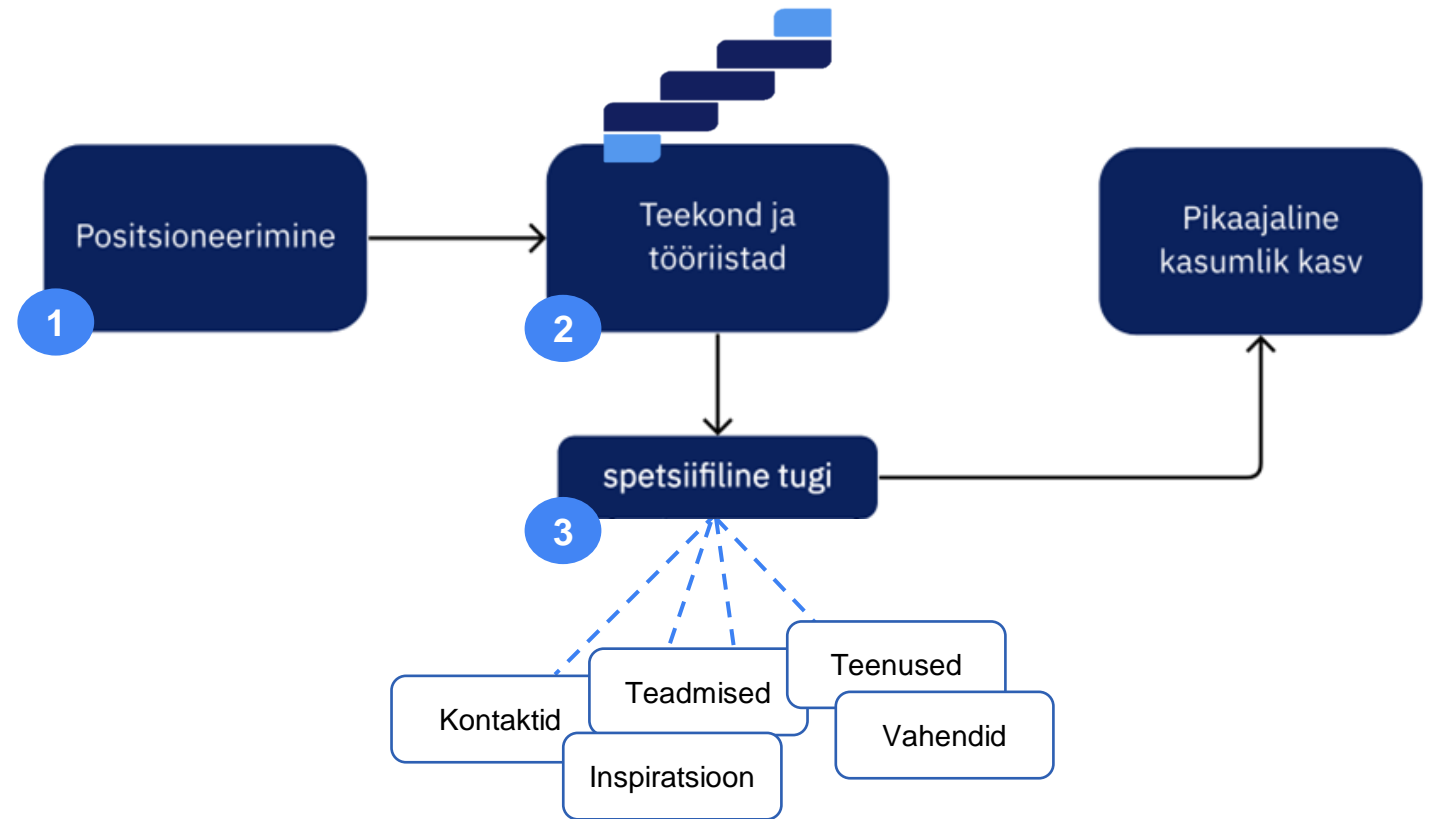 Positsioneerimine
1
Teekond ja
tööriistad
2
Pikaajaline
kasumlik kasv
spetsiifiline tugi
3
Teenused
Teadmised
Kontaktid
Vahendid
Inspiratsioon